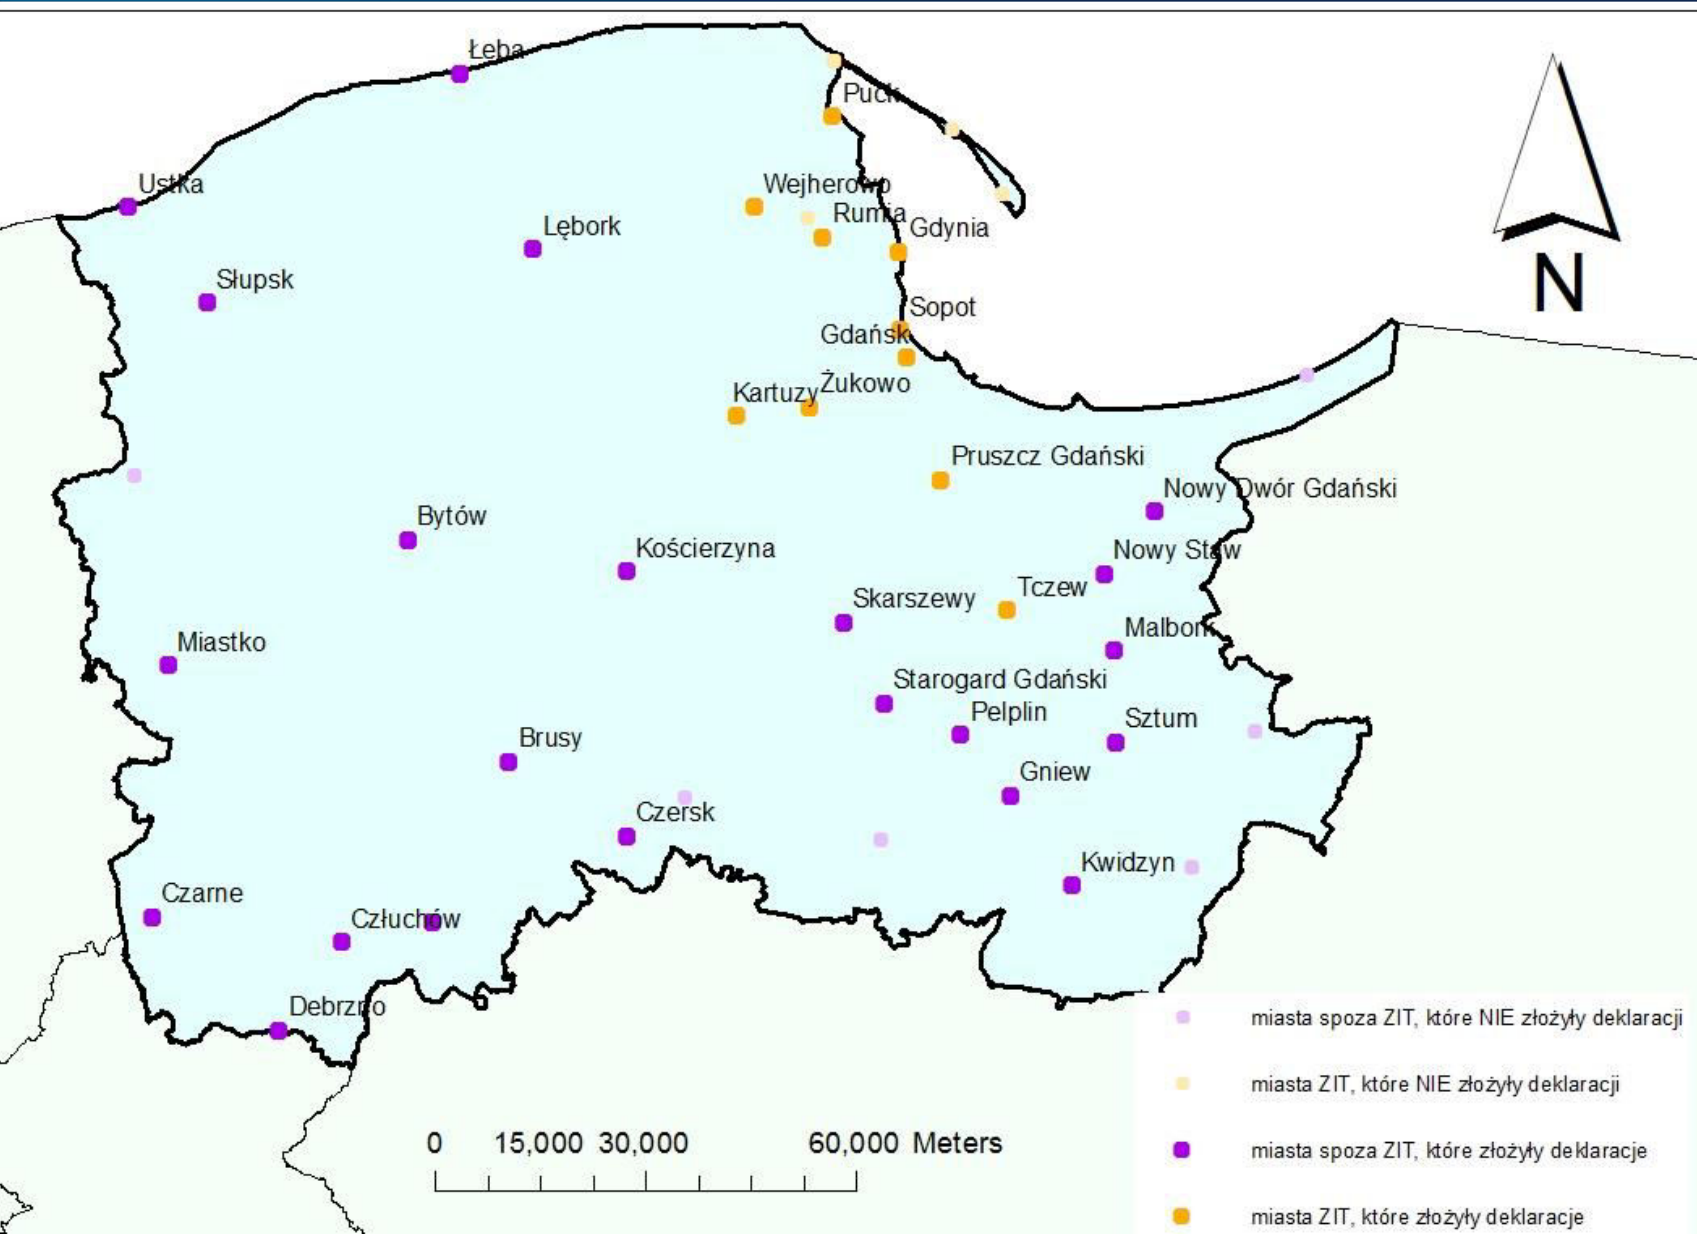 Łeba
Puck
Ustka
Wejherowo
Rumia
Lębork
Gdynia
Słupsk
Sopot
Gdańsk
Żukowo
Kartuzy
Pruszcz Gdański
Nowy Dwór Gdański
Bytów
Kościerzyna
Nowy Staw
Tczew
Skarszewy
Malbork
Miastko
Starogard Gdański
Pelplin
Sztum
Brusy
Gniew
Czersk
Kwidzyn
Czarne
Człuchów
Debrzno
N
miasta spoza ZIT, które NIE złożyły deklaracji
miasta ZIT, które NIE złożyły deklaracji
miasta spoza ZIT, które złożyły deklaracje
miasta ZIT, które złożyły deklaracje
0 15,000 30,000 60,000 Meters